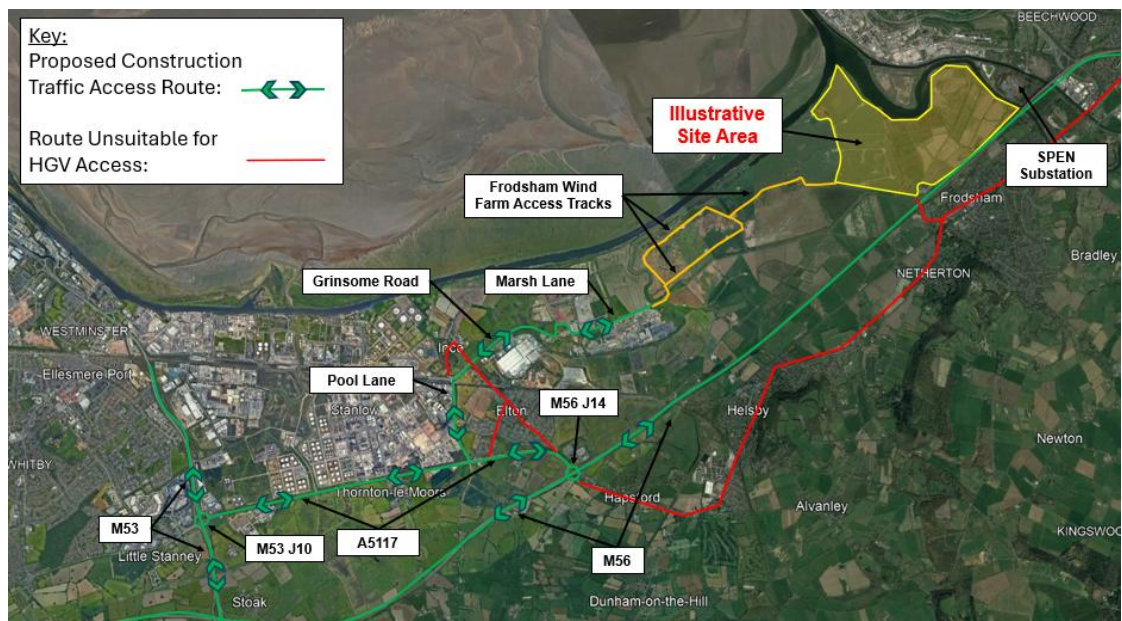 Key:
Proposed Construction
Traffic Access Route:
Route Unsuitable for
HGV Access:
BEECHWOOD
Illustrative
Site Area
SPEN
Substation
Frodsham Wind
Farm Access Tracks
Frodsham
Bradley
NETHERTON
Grinsome Road
Marsh Lane
WESTMINSTER
Ince
Ellesmere Port
Pool Lane
M56 J14
Stanlow
Elton
Helsby
Newton
WHITBY
Thornton-le-Moors
Hapsford
Alvanley
M53
M53 J10
A5117
M56
KINGSWOO
Little Stanney
Stoak
Dunham-on-the-Hill